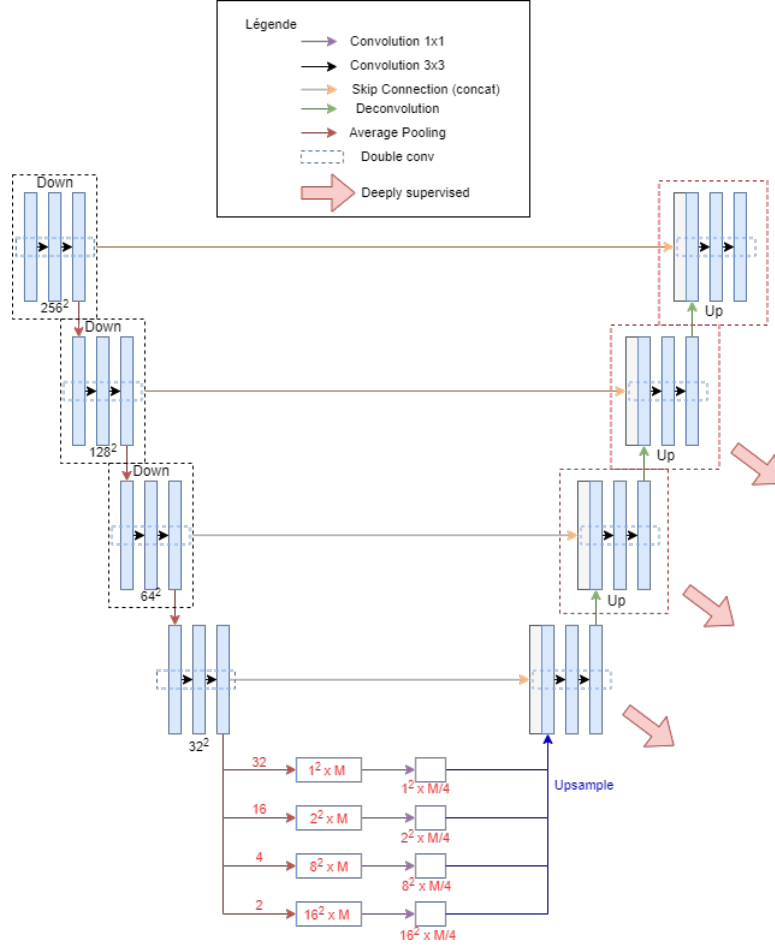 Légende
Convolution 1x1
Convolution 3x3
Skip Connection (concat)
Deconvolution
Average Pooling
Double conv
Deeply supervised
Down
256²
Up
Down
128²
Up
Down
64²
Up
32²
32
1² x M
1² x M/4
Upsample
16
2² x M
2² x M/4
4
8² x M
8² x M/4
2
16² x M
16² x M/4